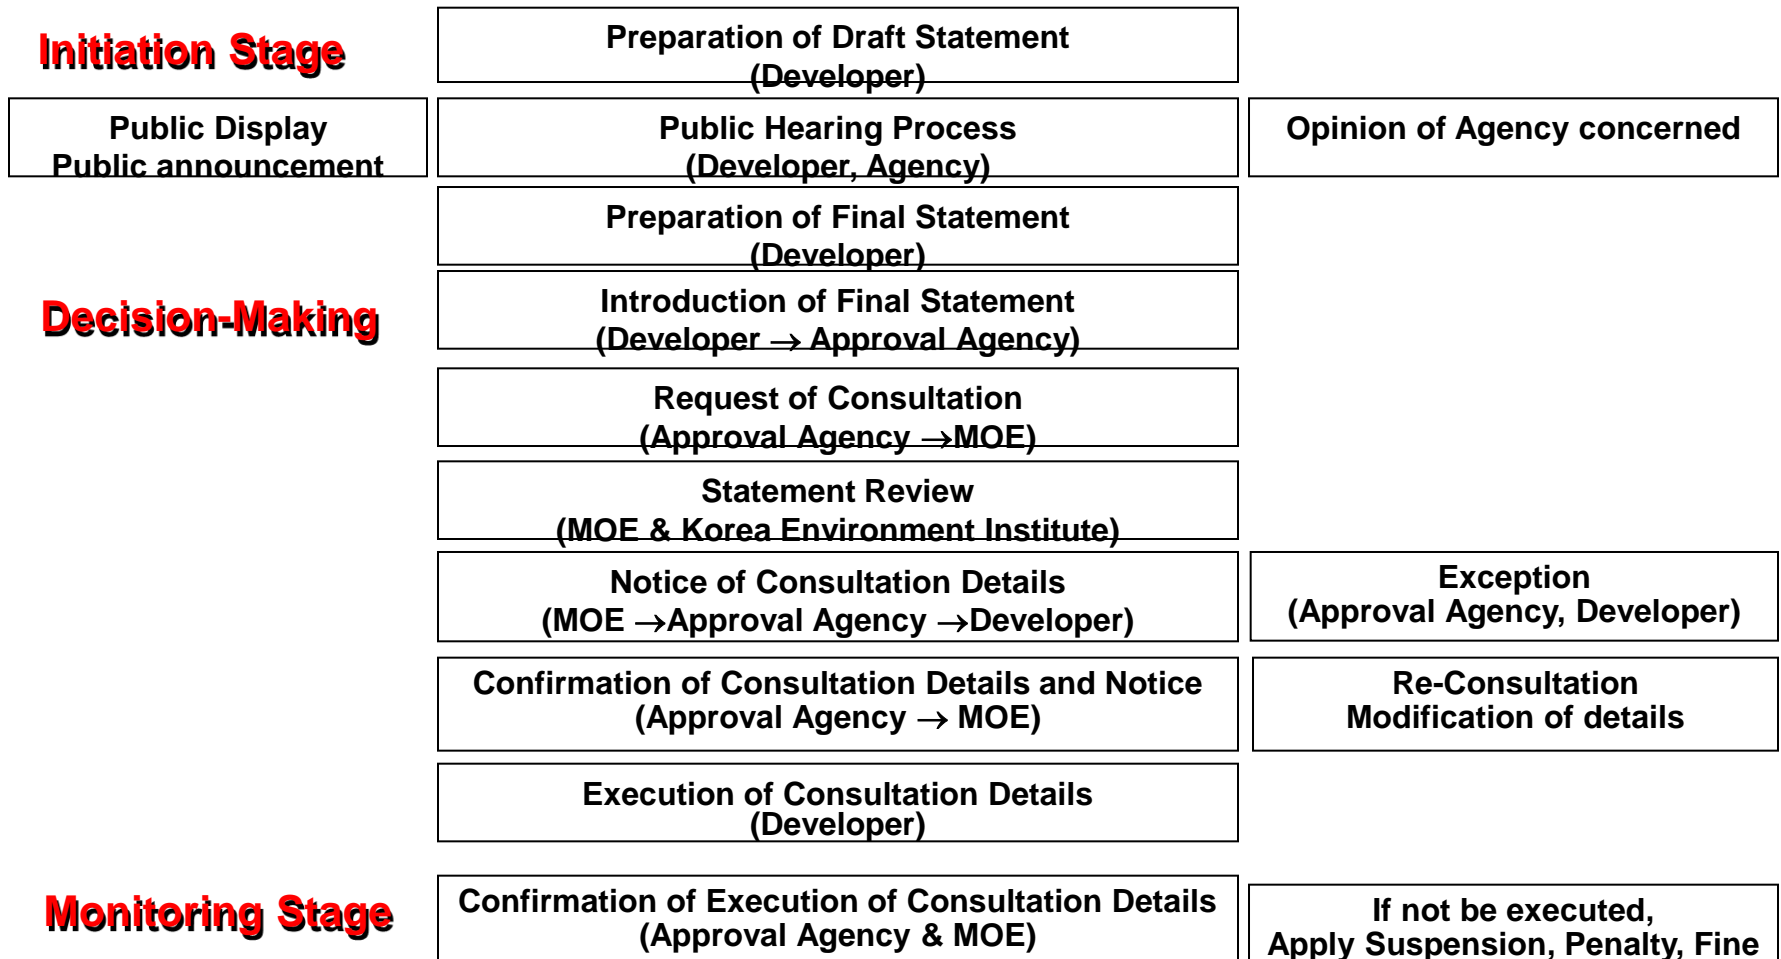 Initiation Stage
Preparation of Draft Statement
(Developer)
Public Display
Public announcement
Public Hearing Process
(Developer, Agency)
Opinion of Agency concerned
Preparation of Final Statement
(Developer)
Decision-Making
Introduction of Final Statement
(Developer → Approval Agency)
Request of Consultation
(Approval Agency →MOE)
Statement Review
(MOE & Korea Environment Institute)
Notice of Consultation Details
(MOE →Approval Agency →Developer)
Exception
(Approval Agency, Developer)
Confirmation of Consultation Details and Notice
(Approval Agency → MOE)
Re-Consultation
Modification of details
Execution of Consultation Details
(Developer)
Monitoring Stage
Confirmation of Execution of Consultation Details
(Approval Agency & MOE)
If not be executed,
Apply Suspension, Penalty, Fine